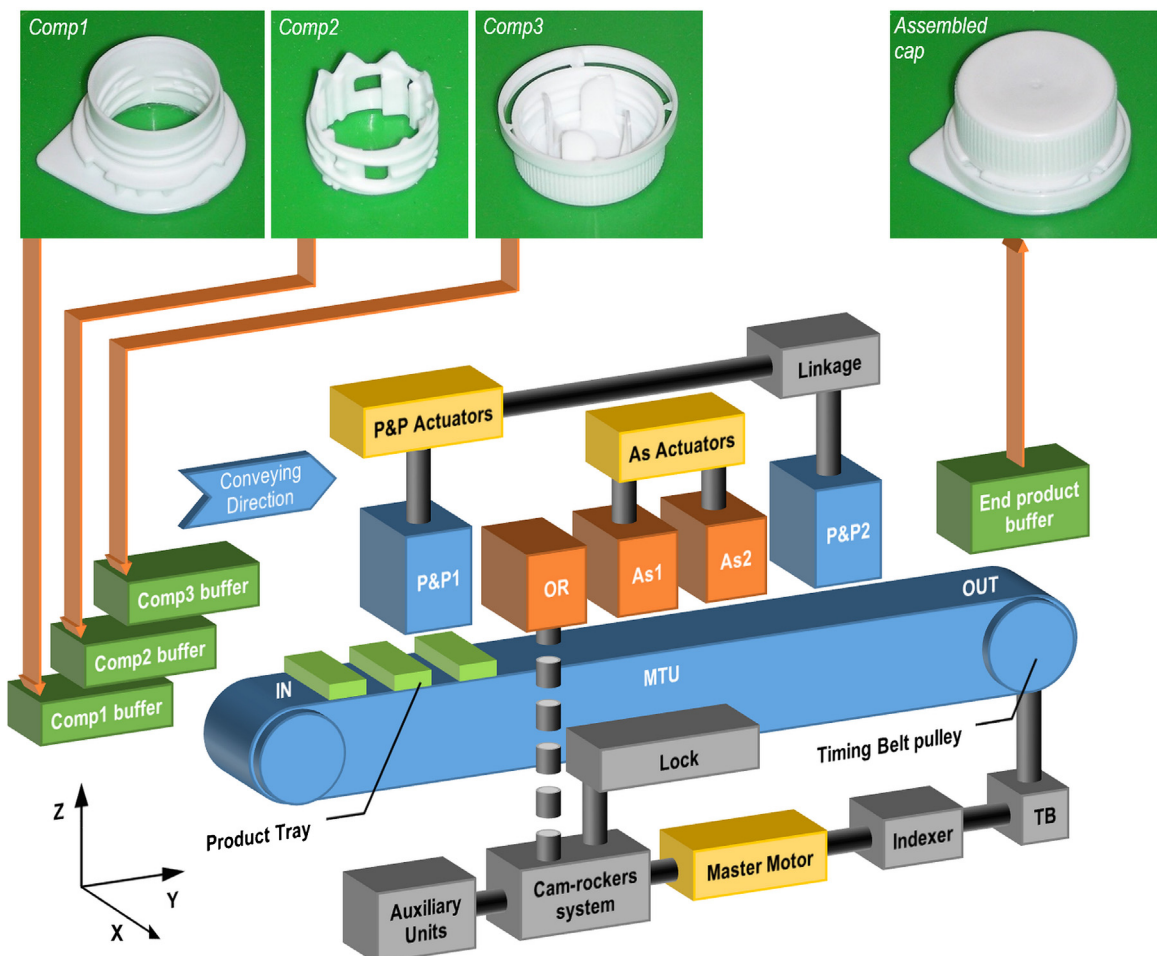 Comp1
Comp2
Comp3
Assembled
cap
Linkage
P&P Actuators
As Actuators
Conveying
Direction
End product
buffer
P&P2
P&P1
OR
As1
As2
Comp3 buffer
Comp2 buffer
Comp1 buffer
OUT
IN
MTU
Timing Belt pulley
Lock
Product Tray
Z
Y
X
TB
Indexer
Master Motor
Cam-rockers
system
Auxiliary
Units